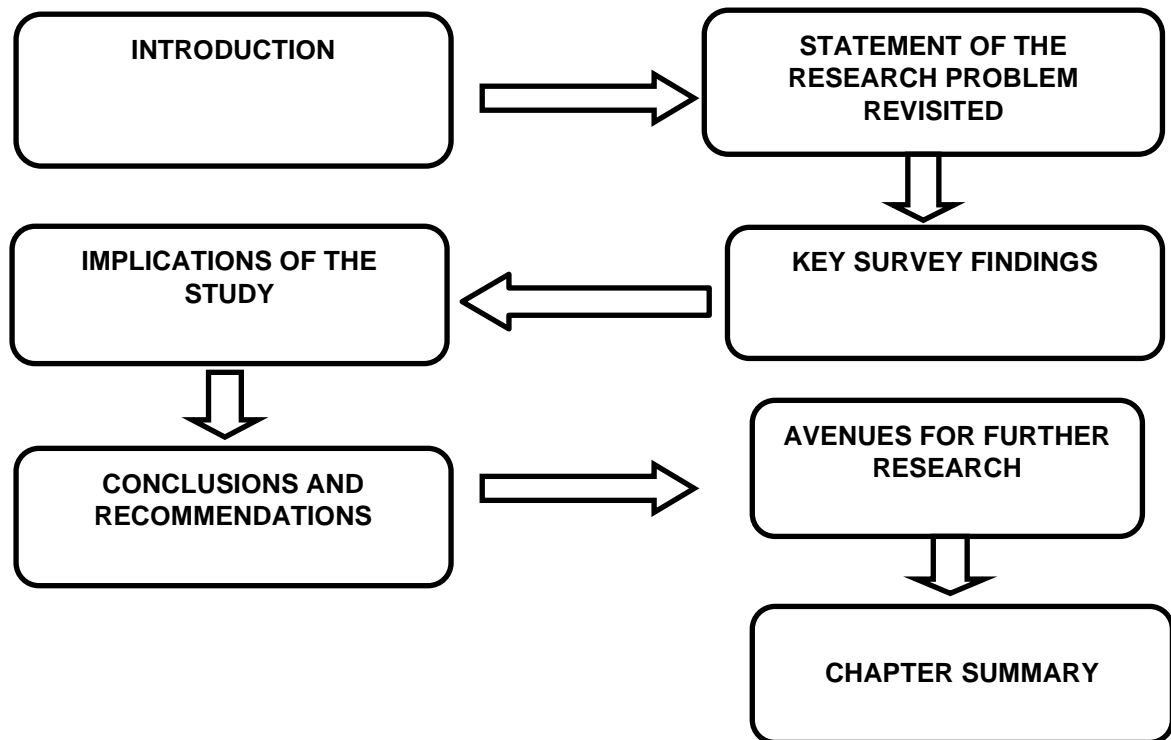 INTRODUCTION
STATEMENT OF THE
RESEARCH PROBLEM
REVISITED
KEY SURVEY FINDINGS
IMPLICATIONS OF THE
STUDY
CONCLUSIONS AND
RECOMMENDATIONS
AVENUES FOR FURTHER
RESEARCH
CHAPTER SUMMARY